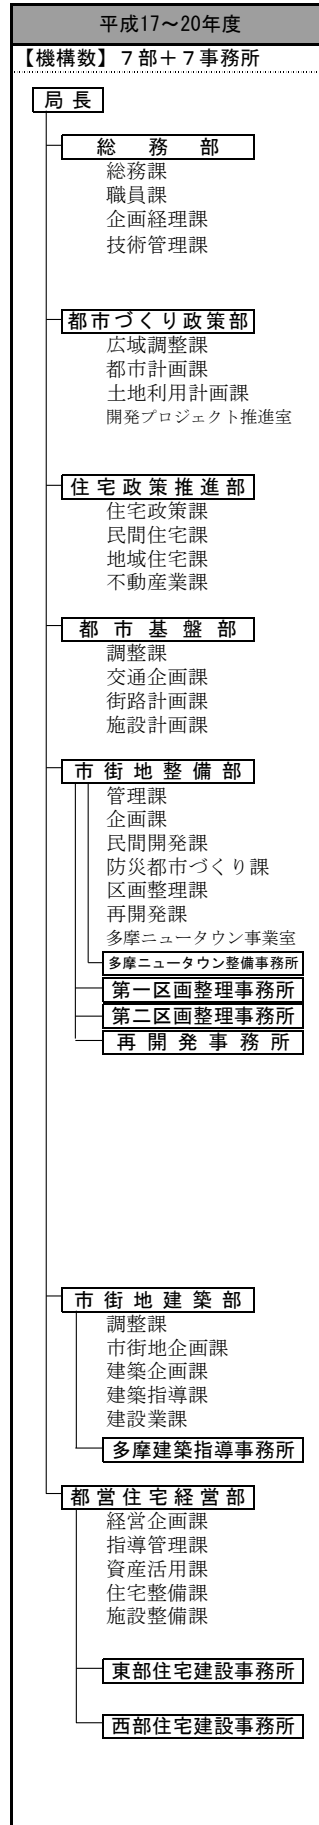 平成17～20年度
【機構数】７部＋７事務所
局長
総務部
総務課
職員課
企画経理課
技術管理課
都市づくり政策部
広域調整課
都市計画課
土地利用計画課
開発プロジェクト推進室
住宅政策推進部
住宅政策課
民間住宅課
地域住宅課
不動産業課
都市基盤部
調整課
交通企画課
街路計画課
施設計画課
市街地整備部
管理課
企画課
民間開発課
防災都市づくり課
区画整理課
再開発課
多摩ニュータウン事業室
多摩ニュータウン整備事務所
第一区画整理事務所
第二区画整理事務所
再開発事務所
市街地建築部
調整課
市街地企画課
建築企画課
建築指導課
建設業課
多摩建築指導事務所
都営住宅経営部
経営企画課
指導管理課
資産活用課
住宅整備課
施設整備課
東部住宅建設事務所
西部住宅建設事務所